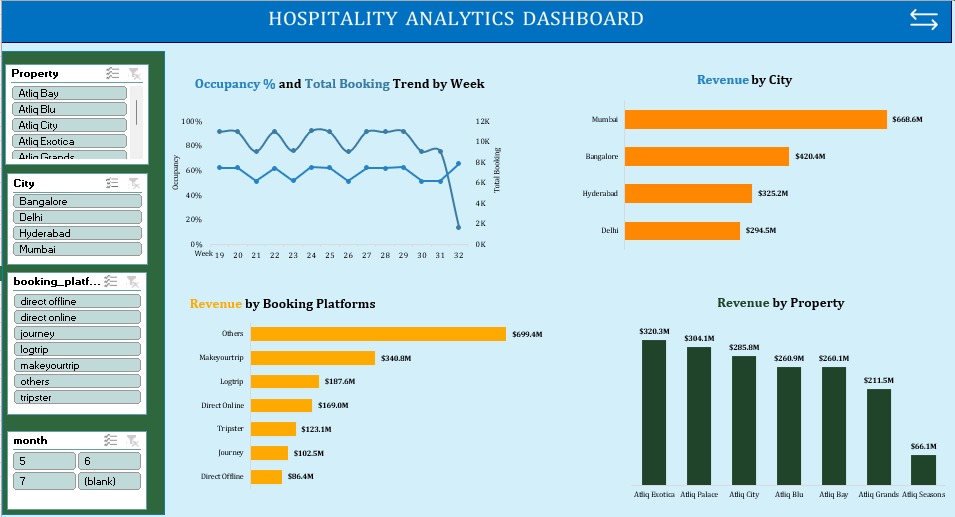 HOSPITALITY ANALYTICS DASHBOARD
Property
Atliq Bay
Atliq Blu
Atliq City
Atliq Exotica
Atliq Grands
City
Bangalore
Delhi
Hyderabad
Mumbai
booking_platf...
direct offline
direct online
journey
logtrip
makeyourtrip
others
tripster
month
5 6
7 (blank)
Occupancy % and Total Booking Trend by Week
100%
80%
60%
40%
20%
0%
Occupancy
12K
10K
8K
6K
4K
2K
0K
Total Booking
Week 19 20 21 22 23 24 25 26 27 28 29 30 31 32
Revenue by City
Mumbai $668.6M
Bangalore $420.4M
Hyderabad $325.2M
Delhi $294.5M
Revenue by Booking Platforms
Others $699.4M
Makeyourtrip $340.8M
Logtrip $187.6M
Direct Online $169.0M
Tripster $123.1M
Journey $102.5M
Direct Offline $86.4M
Revenue by Property
$320.3M $304.1M $285.8M $260.9M $260.1M $211.5M $66.1M
Atliq Exotica Atliq Palace Atliq City Atliq Blu Atliq Bay Atliq Grands Atliq Seasons